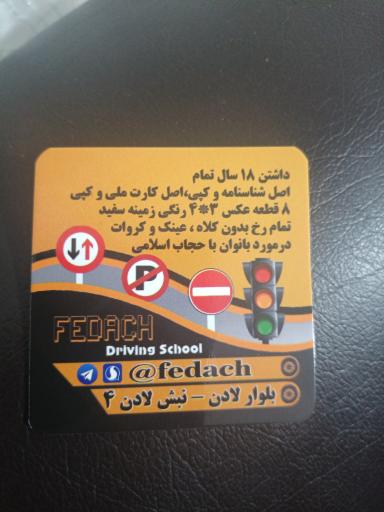 داشتن ۱۸ سال تمام
اصل شناسنامه و کپی،اصل کارت ملی و کپی
۸ قطعه عکس ۳*۴ رنگی زمینه سفید
تمام رخ بدون کلاه ، عینک و کروات
درمورد بانوان با حجاب اسلامی
P
FEDACH
Driving School
@fedach
بلوار لادن - نبش لادن ۴